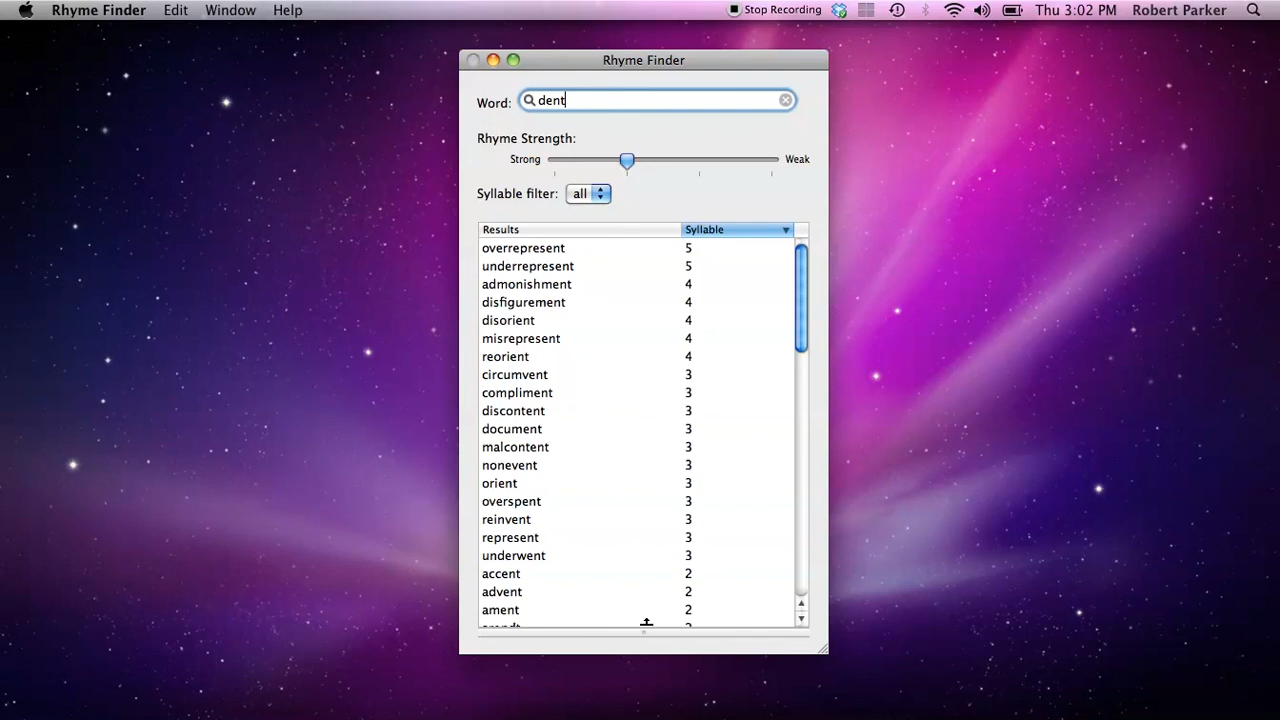 Rhyme Finder Edit Window Help Stop Recording Thu 3:02 PM Robert Parker
Rhyme Finder
Word: dent
Rhyme Strength:
Strong Weak
Syllable filter: all
Results Syllable
overrepresent 5
underrepresent 5
admonishment 4
disfigurement 4
disorient 4
misrepresent 4
reorient 4
circumvent 3
compliment 3
discontent 3
document 3
malcontent 3
nonevent 3
orient 3
overspent 3
reinvent 3
represent 3
underwent 3
accent 2
advent 2
ament 2